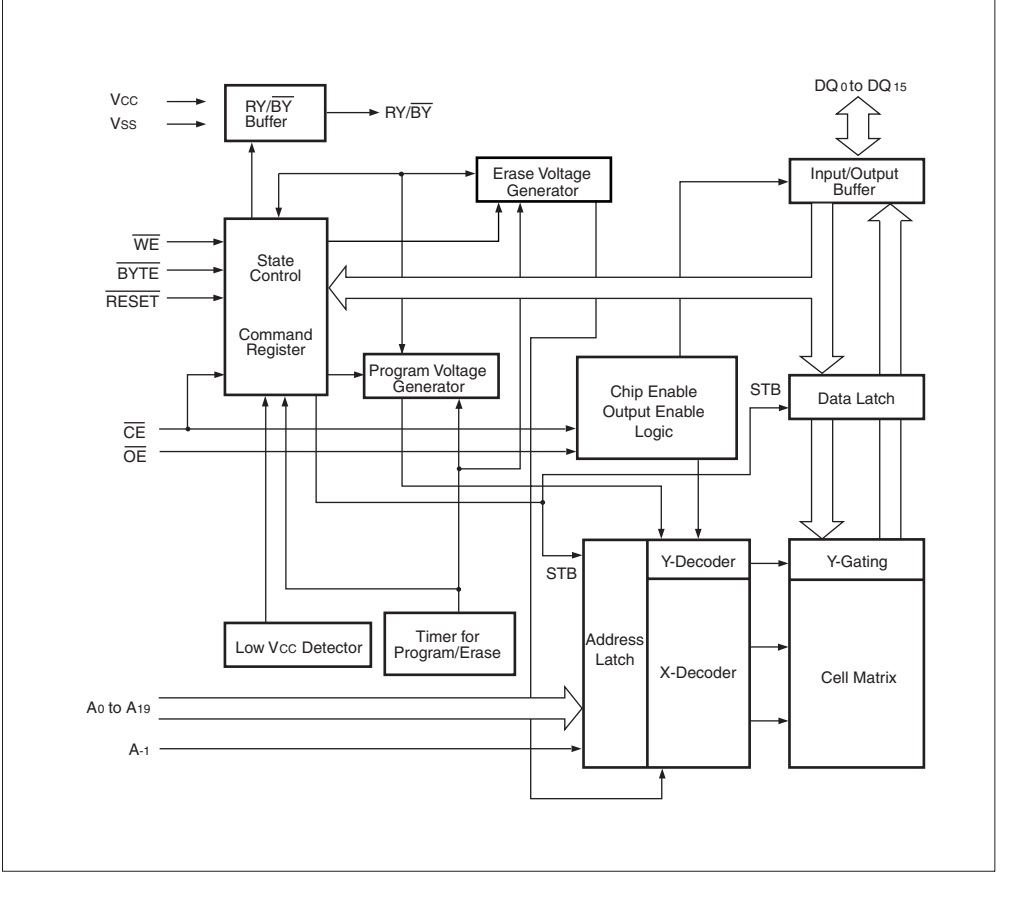 VCC
VSS
RY/BY
Buffer
RY/BY
DQ0 to DQ15
Erase Voltage
Generator
Input/Output
Buffer
WE
BYTE
RESET
State
Control
Command
Register
Program Voltage
Generator
Chip Enable
Output Enable
Logic
STB
Data Latch
CE
OE
STB
Y-Decoder
Y-Gating
Address
Latch
X-Decoder
Cell Matrix
Low VCC Detector
Timer for
Program/Erase
A0 to A19
A-1